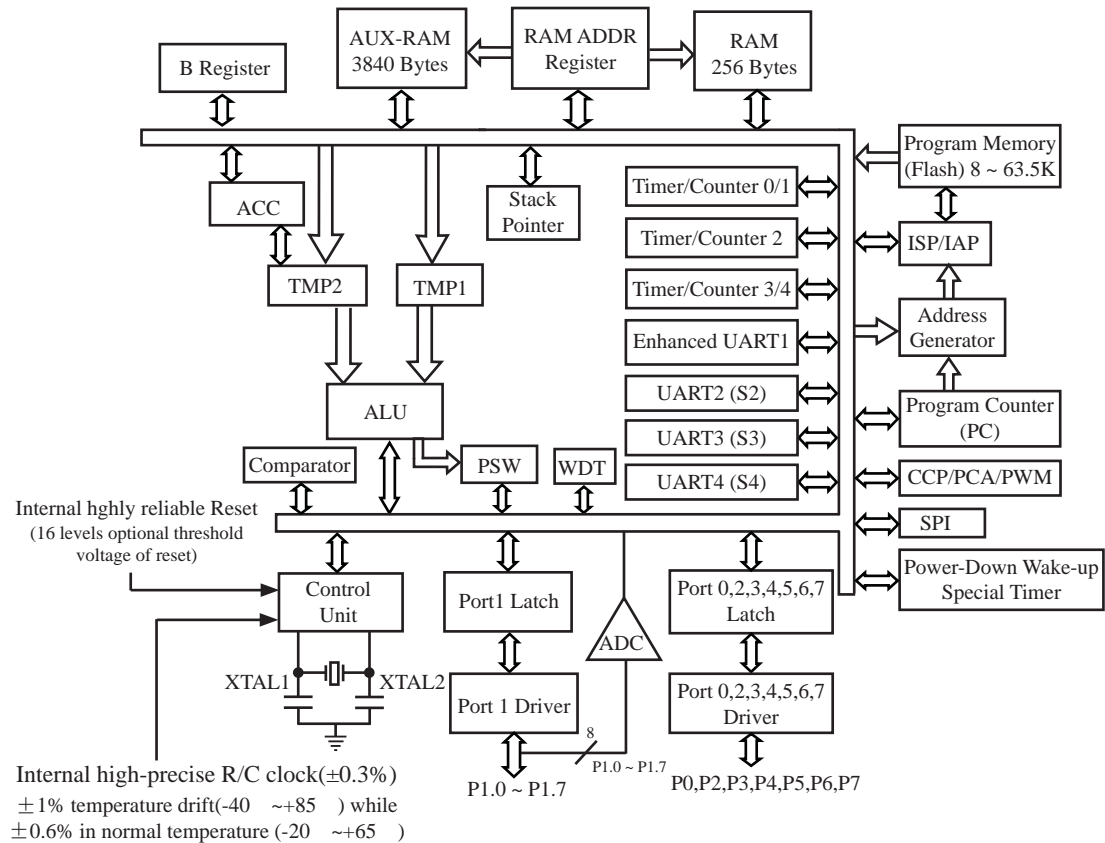 B Register
AUX-RAM
3840 Bytes
RAM ADDR
Register
RAM
256 Bytes
Program Memory
(Flash) 8 ~ 63.5K
ACC
Stack
Pointer
Timer/Counter 0/1
Timer/Counter 2
ISP/IAP
TMP2
TMP1
Timer/Counter 3/4
Address
Generator
Enhanced UART1
ALU
UART2 (S2)
Program Counter
(PC)
UART3 (S3)
Comparator
PSW
WDT
UART4 (S4)
CCP/PCA/PWM
Internal hghly reliable Reset
(16 levels optional threshold
voltage of reset)
SPI
Power-Down Wake-up
Special Timer
Control
Unit
Port1 Latch
ADC
Port 0,2,3,4,5,6,7
Latch
XTAL1
XTAL2
Port 1 Driver
Port 0,2,3,4,5,6,7
Driver
8
P1.0 ~ P1.7
P1.0 ~ P1.7
P0,P2,P3,P4,P5,P6,P7
Internal high-precise R/C clock(±0.3%)
±1% temperature drift(-40 ~+85 ) while
±0.6% in normal temperature (-20 ~+65 )